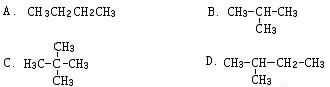 A. CH₃CH₂CH₂CH₃
B. CH₃-CH-CH₃
CH₃
C. CH₃
H₃C-C-CH₃
CH₃
D. CH₃-CH-CH₂-CH₃
CH₃